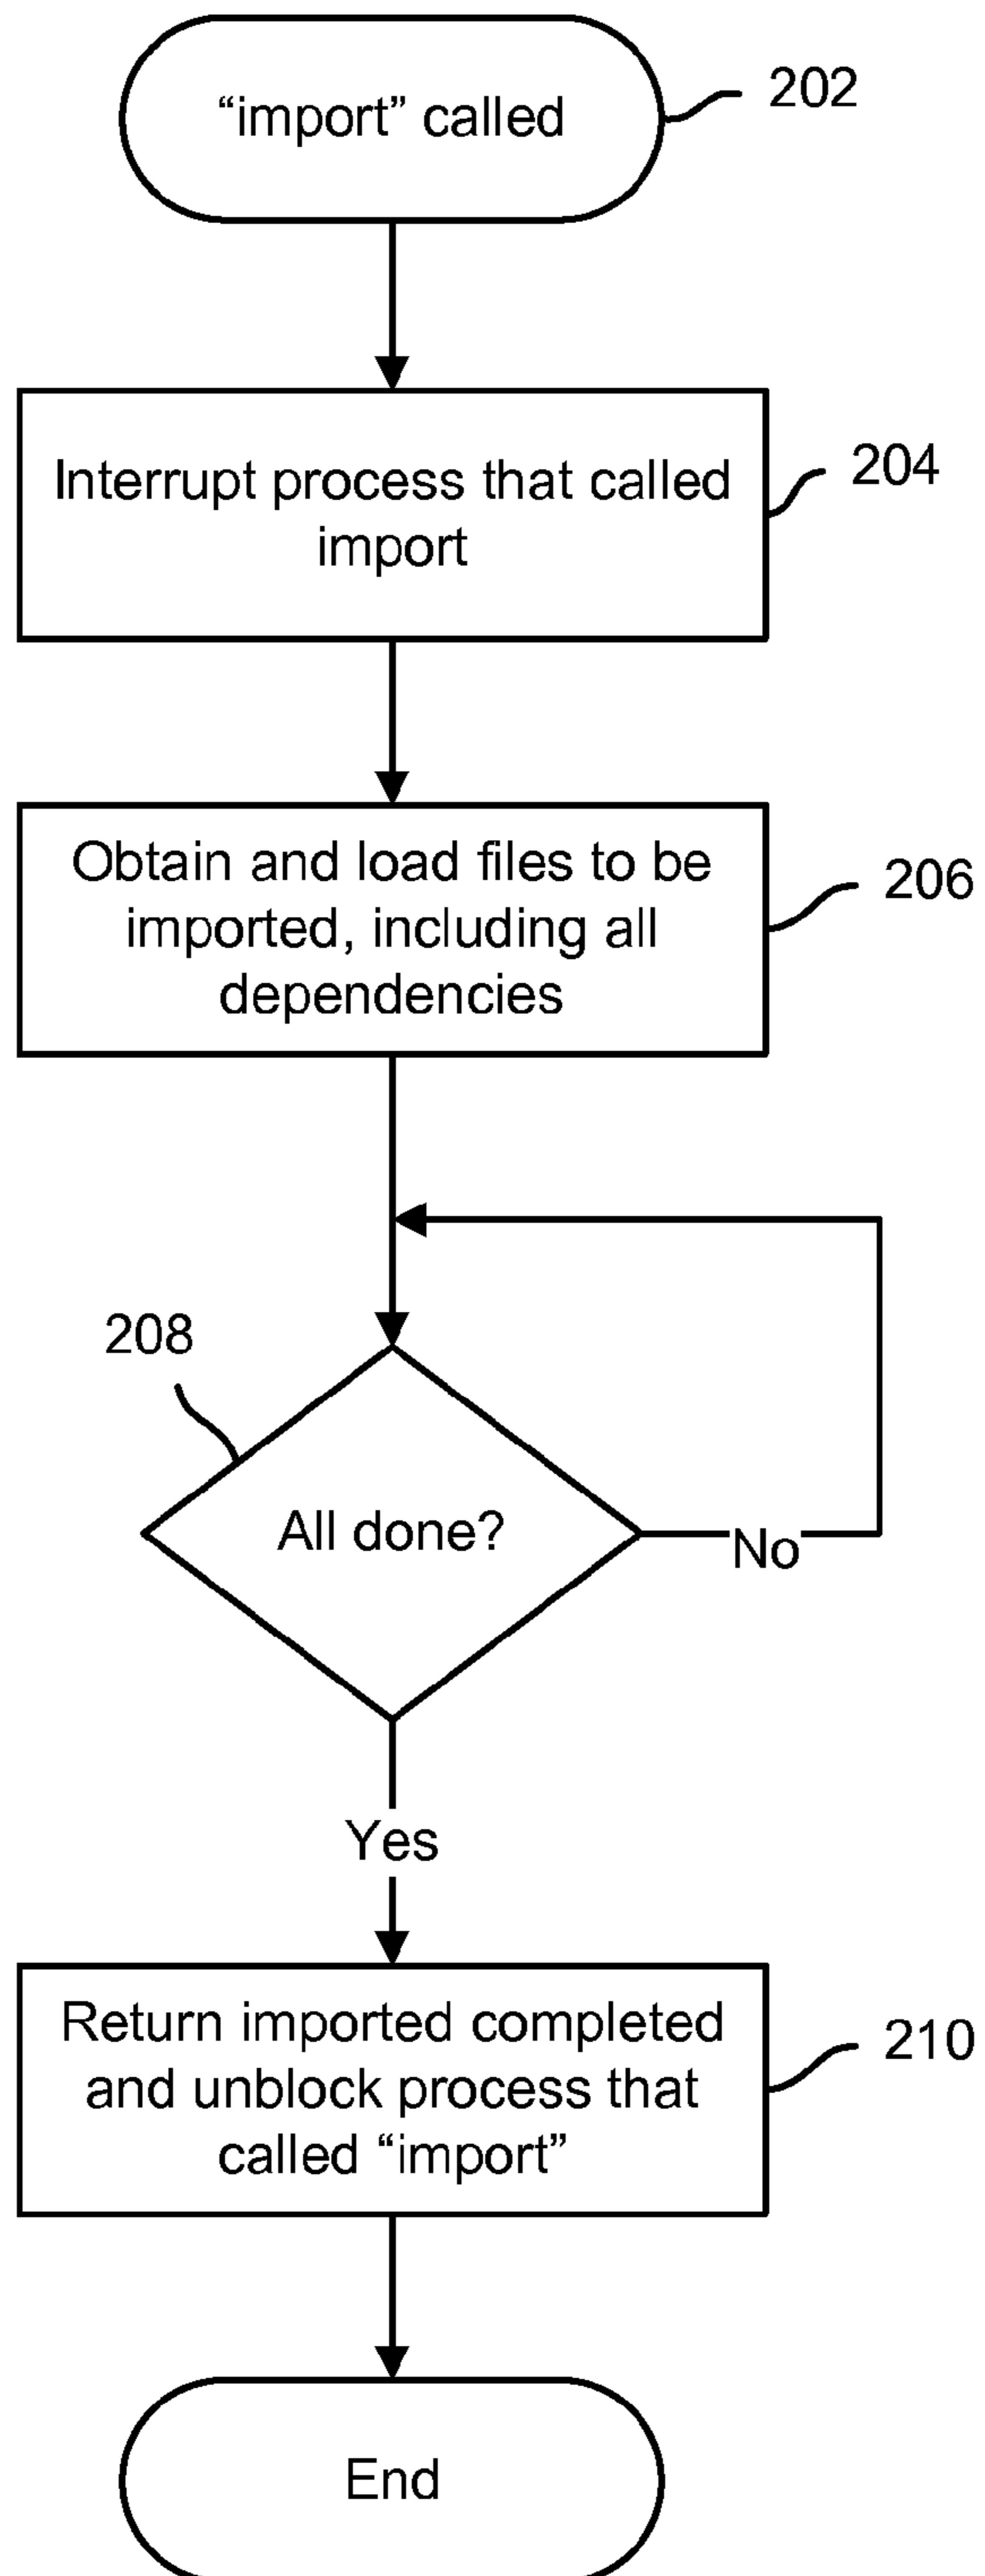 “import” called
202
Interrupt process that called
import
204
Obtain and load files to be
imported, including all
dependencies
206
208
All done?
No
Yes
Return imported completed
and unblock process that
called “import”
210
End